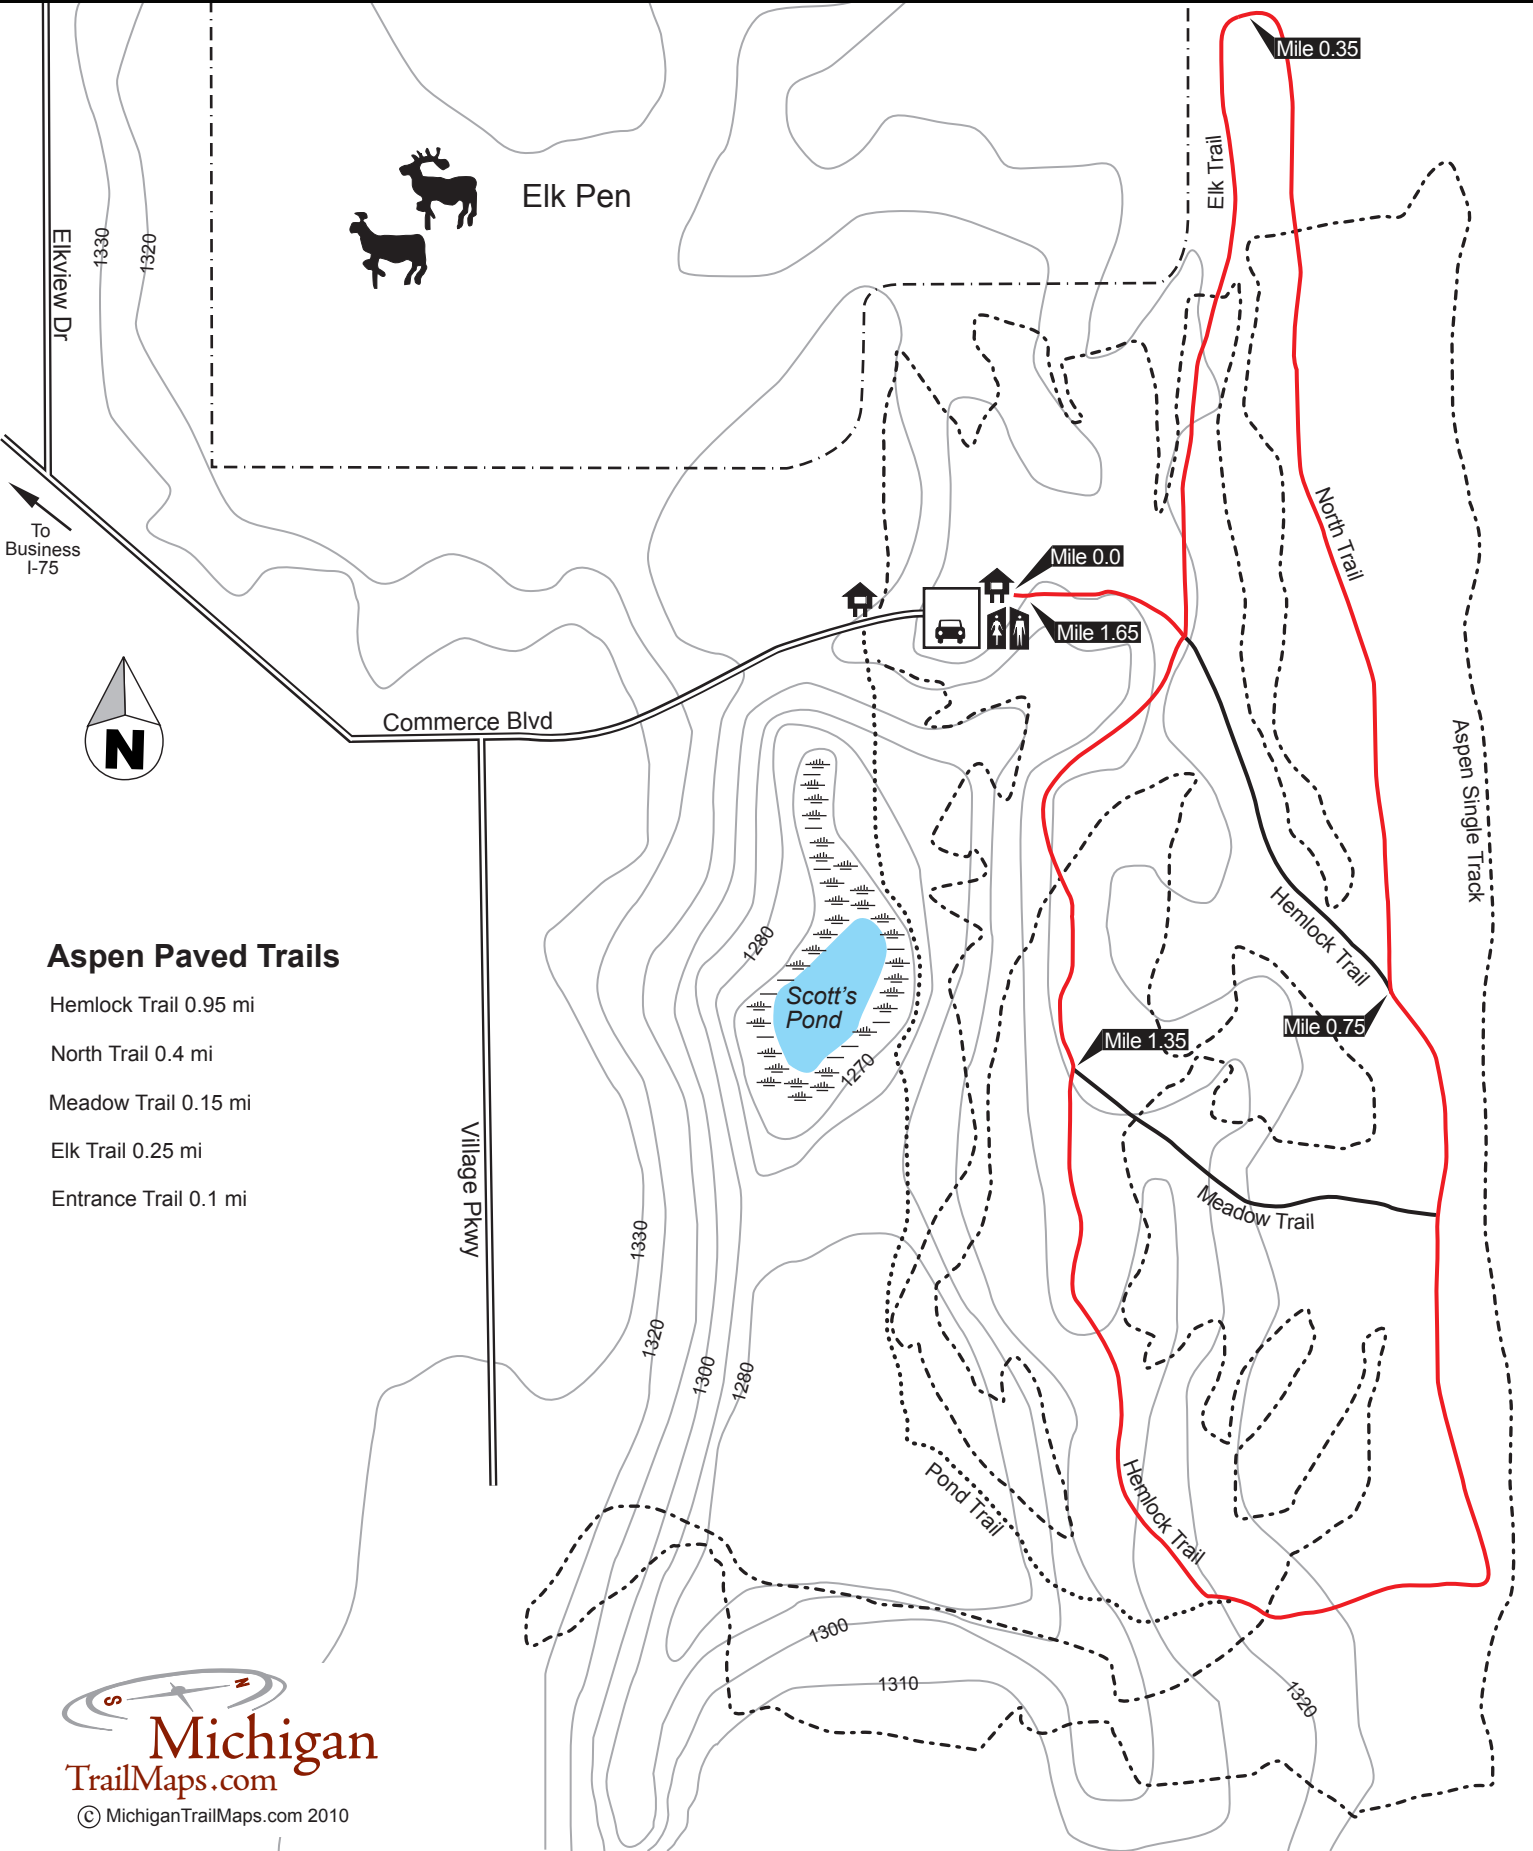 Mile 0.35
Elk Trail
Elk Pen
Elkview Dr
1330
1320
To
Business
I-75
North Trail
Mile 0.0
Mile 1.65
Commerce Blvd
N
Aspen Single Track
Hemlock Trail
Aspen Paved Trails
Hemlock Trail 0.95 mi
North Trail 0.4 mi
Meadow Trail 0.15 mi
Elk Trail 0.25 mi
Entrance Trail 0.1 mi
1280
Scott's
Pond
1270
Mile 0.75
Mile 1.35
Village Pkwy
Meadow Trail
1330
1320
1300
1280
Pond Trail
Hemlock Trail
1300
1310
1320
S
N
Michigan
TrailMaps.com
© MichiganTrailMaps.com 2010